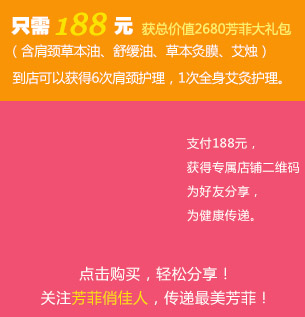 只需 188 元 获总价值2680芳菲大礼包
（含肩颈草本油、舒缓油、草本灸膜、艾烛）
到店可以获得6次肩颈护理，1次全身艾灸护理。
支付188元，
获得专属店铺二维码
为好友分享，
为健康传递。
点击购买，轻松分享！
关注芳菲俏佳人，传递最美芳菲！